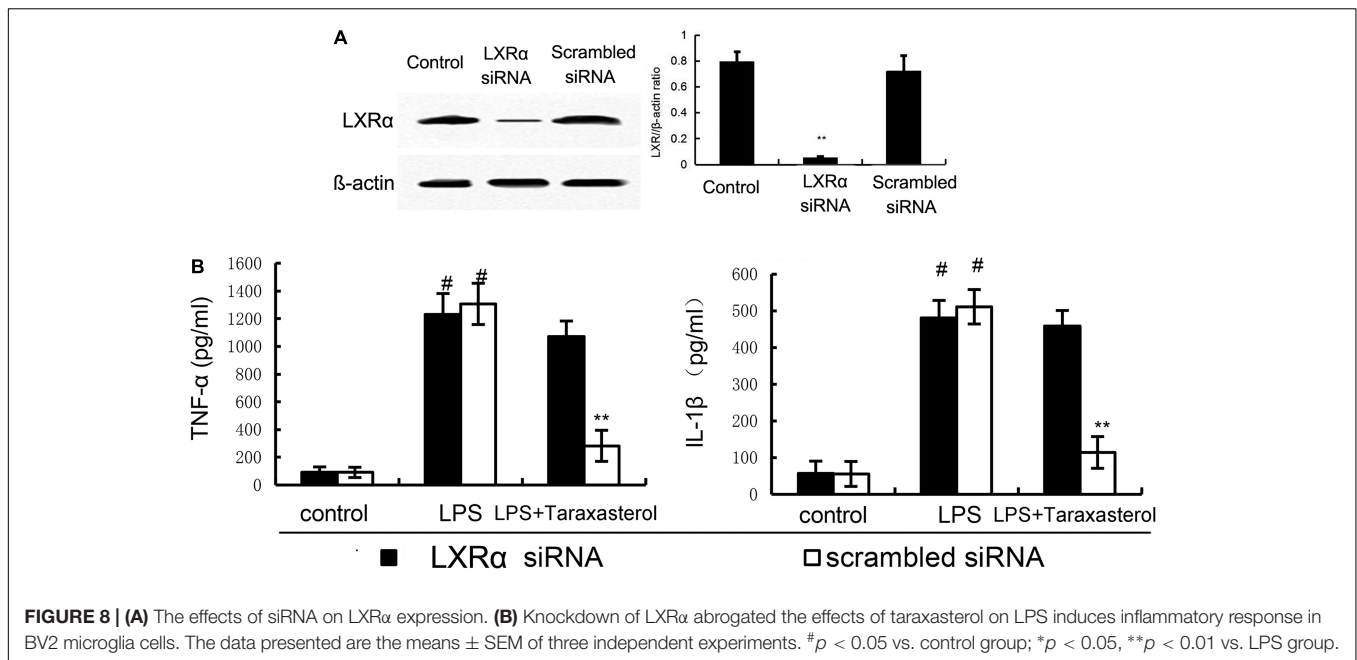 A
Control
LXRα
siRNA
Scrambled
siRNA
LXRα
ß-actin
LXR//β-actin ratio
1
0.8
0.6
0.4
0.2
0
**
Control
LXRα
siRNA
Scrambled
siRNA
B
TNF-α (pg/ml)
1600
1400
1200
1000
800
600
400
200
0
# #
**
control LPS LPS+Taraxasterol
IL-1β （pg/ml）
600
500
400
300
200
100
0
# #
**
control LPS LPS+Taraxasterol
LXRα siRNA
scrambled siRNA
FIGURE 8 | (A) The effects of siRNA on LXRα expression. (B) Knockdown of LXRα abrogated the effects of taraxasterol on LPS induces inflammatory response in
BV2 microglia cells. The data presented are the means ± SEM of three independent experiments. #p < 0.05 vs. control group; *p < 0.05, **p < 0.01 vs. LPS group.